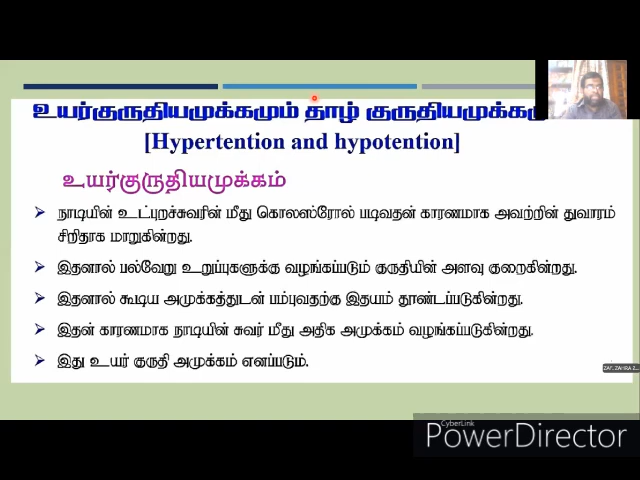 உயர்குருதியமுக்கமும் தாழ் குருதியமுக்க
[Hypertention and hypotention]
உயர்குருதியமுக்கம்
➤ நாடியின் உட்புறச்சுவரின் மீது கொலஸ்ரோல் படிவதன் காரணமாக அவற்றின் துவாரம்
சிறிதாக மாறுகின்றது.
➤ இதனால் பல்வேறு உறுப்புகளுக்கு வழங்கப்படும் குருதியின் அளவு குறைகின்றது.
➤ இதனால் கூடிய அமுக்கத்துடன் பம்புவதற்கு இதயம் தூண்டப்படுகின்றது.
➤ இதன் காரணமாக நாடியின் சுவர் மீது அதிக அமுக்கம் வழங்கப்படுகின்றது.
➤ இது உயர் குருதி அமுக்கம் எனப்படும்.
CyberLink
PowerDirector